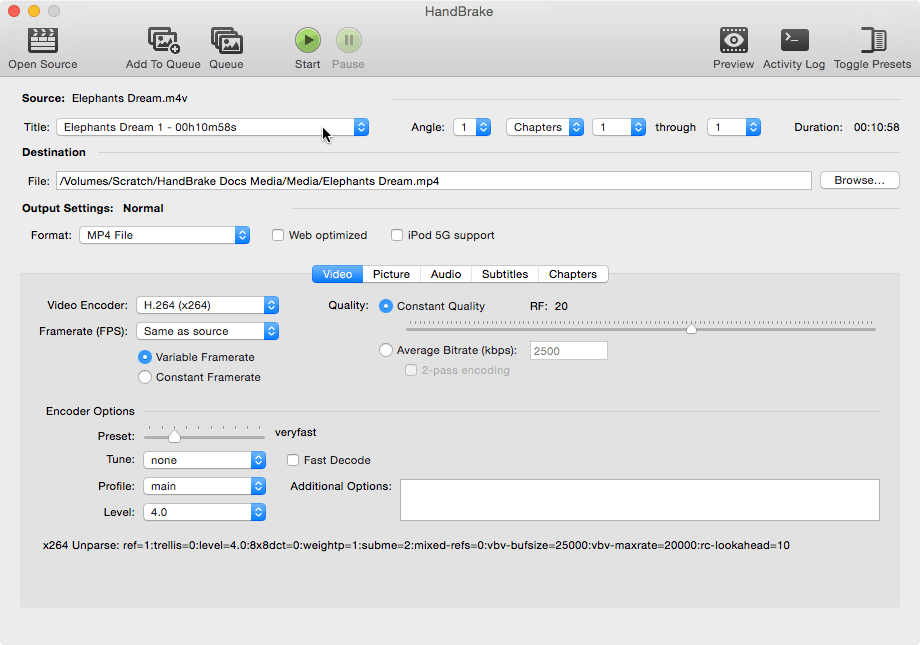 HandBrake
Open Source Add To Queue Queue Start Pause Preview Activity Log Toggle Presets
Source: Elephants Dream.m4v
Title: Elephants Dream 1 - 00h10m58s Angle: 1 Chapters 1 through 1 Duration: 00:10:58
Destination
File: /Volumes/Scratch/HandBrake Docs Media/Media/Elephants Dream.mp4 Browse...
Output Settings: Normal
Format: MP4 File Web optimized iPod 5G support
Video Picture Audio Subtitles Chapters
Video Encoder: H.264 (x264) Quality: Constant Quality RF: 20
Framerate (FPS): Same as source
Variable Framerate Average Bitrate (kbps): 2500
Constant Framerate 2-pass encoding
Encoder Options
Preset: veryfast
Tune: none Fast Decode
Profile: main Additional Options:
Level: 4.0
x264 Unparse: ref=1:trellis=0:level=4.0:8x8dct=0:weightp=1:subme=2:mixed-refs=0:vbv-bufsize=25000:vbv-maxrate=20000:rc-lookahead=10